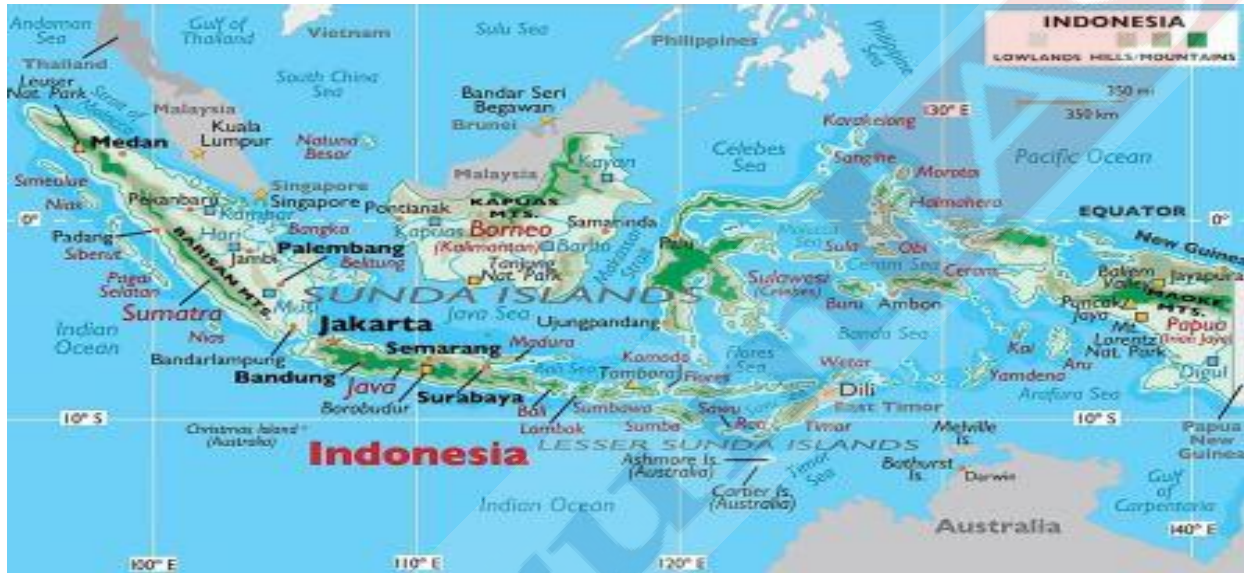 Andaman
Sea
Gulf of
Thailand
Vietnam
Sulu Sea
Philippines
Philippine
Sea
INDONESIA
LOWLANDS HILLS/MOUNTAINS
350 mi
350 km
Thailand
Leuser
Nat. Park
Strait of
South China
Sea
Malaysia
Kuala
Lumpur
Medan
Natuna
Besar
Bandar Seri
Begawan
Brunei
Malaysia
Kayan
Celebes
Sea
Karakelong
Sangihe
130° E
Pacific Ocean
Morotai
Halmahera
Simeulue
Nias
Singapore
Singapore
Pekanbaru
Kampar
Pontianak
Kapuas
KAPUAS
MTS.
Borneo
(Kalimantan)
Samarinda
Barito
0°
EQUATOR
0°
New Guinea
Padang
Siberut
Hari
Jambi
Bangka
Palembang
Belitung
Tanjung
Nat. Park
Makassar
Strait
Palu
Sula
Obi
Ceram Sea
Ceram
Baliem
Valley
Jayapura
MAOKE
MTS.
Pagai
Selatan
BARISAN MTS.
Musi
Sumatra
SUNDA ISLANDS
Java Sea
Sulawesi
(Celebes)
Buru
Ambon
Puncak
Jaya
Mt.
Lorentz
Nat. Park
Papua
(Irian Jaya)
Indian
Ocean
Nias
Jakarta
Ujungpandang
Banda Sea
Bandarlampung
Semarang
Madura
Komodo
Flores
Sea
Wetar
Kai
Aru
Digul
Bandung
Java
Bali Sea
Tambora
Flores
Yamdena
Arafura Sea
Borobudur
Surabaya
Bali
Lombok
Sumbawa
Sumba
Sawu
Roti
Dili
East Timor
Timor
10° S
10° S
Christmas Island
(Australia)
Indonesia
LESSER SUNDA ISLANDS
Ashmore Is.
(Australia)
Cartier Is.
(Australia)
Timor
Sea
Melville
Is.
Bathurst
Is.
Darwin
Papua
New
Guinea
Gulf
of
Carpentaria
Indian Ocean
Australia
100° E
110° E
120° E
140° E